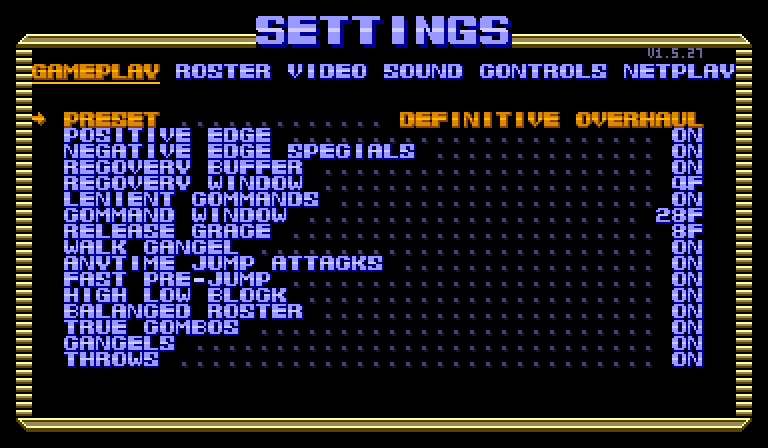 SETTINGS
V1.5.27
GAMEPLAY ROSTER VIDEO SOUND CONTROLS NETPLAY
PRESET . . . . . . . . . . . . . DEFINITIVE OVERHAUL
POSITIVE EDGE . . . . . . . . . . . . . . . . . . . . . . . . ON
NEGATIVE EDGE SPECIALS . . . . . . . . . . . . . . ON
RECOVERY BUFFER . . . . . . . . . . . . . . . . . . . . . ON
RECOVERY WINDOW . . . . . . . . . . . . . . . . . . . . . 9F
LENIENT COMMANDS . . . . . . . . . . . . . . . . . . . . ON
COMMAND WINDOW . . . . . . . . . . . . . . . . . . . . . 28F
RELEASE GRACE . . . . . . . . . . . . . . . . . . . . . . . 8F
WALK CANCEL . . . . . . . . . . . . . . . . . . . . . . . . ON
ANYTIME JUMP ATTACKS . . . . . . . . . . . . . . . . ON
FAST PRE-JUMP . . . . . . . . . . . . . . . . . . . . . . . ON
HIGH LOW BLOCK . . . . . . . . . . . . . . . . . . . . . . ON
BALANCED ROSTER . . . . . . . . . . . . . . . . . . . . . ON
TRUE COMBOS . . . . . . . . . . . . . . . . . . . . . . . . . ON
CANCELS . . . . . . . . . . . . . . . . . . . . . . . . . . . . . ON
THROWS . . . . . . . . . . . . . . . . . . . . . . . . . . . . . . ON